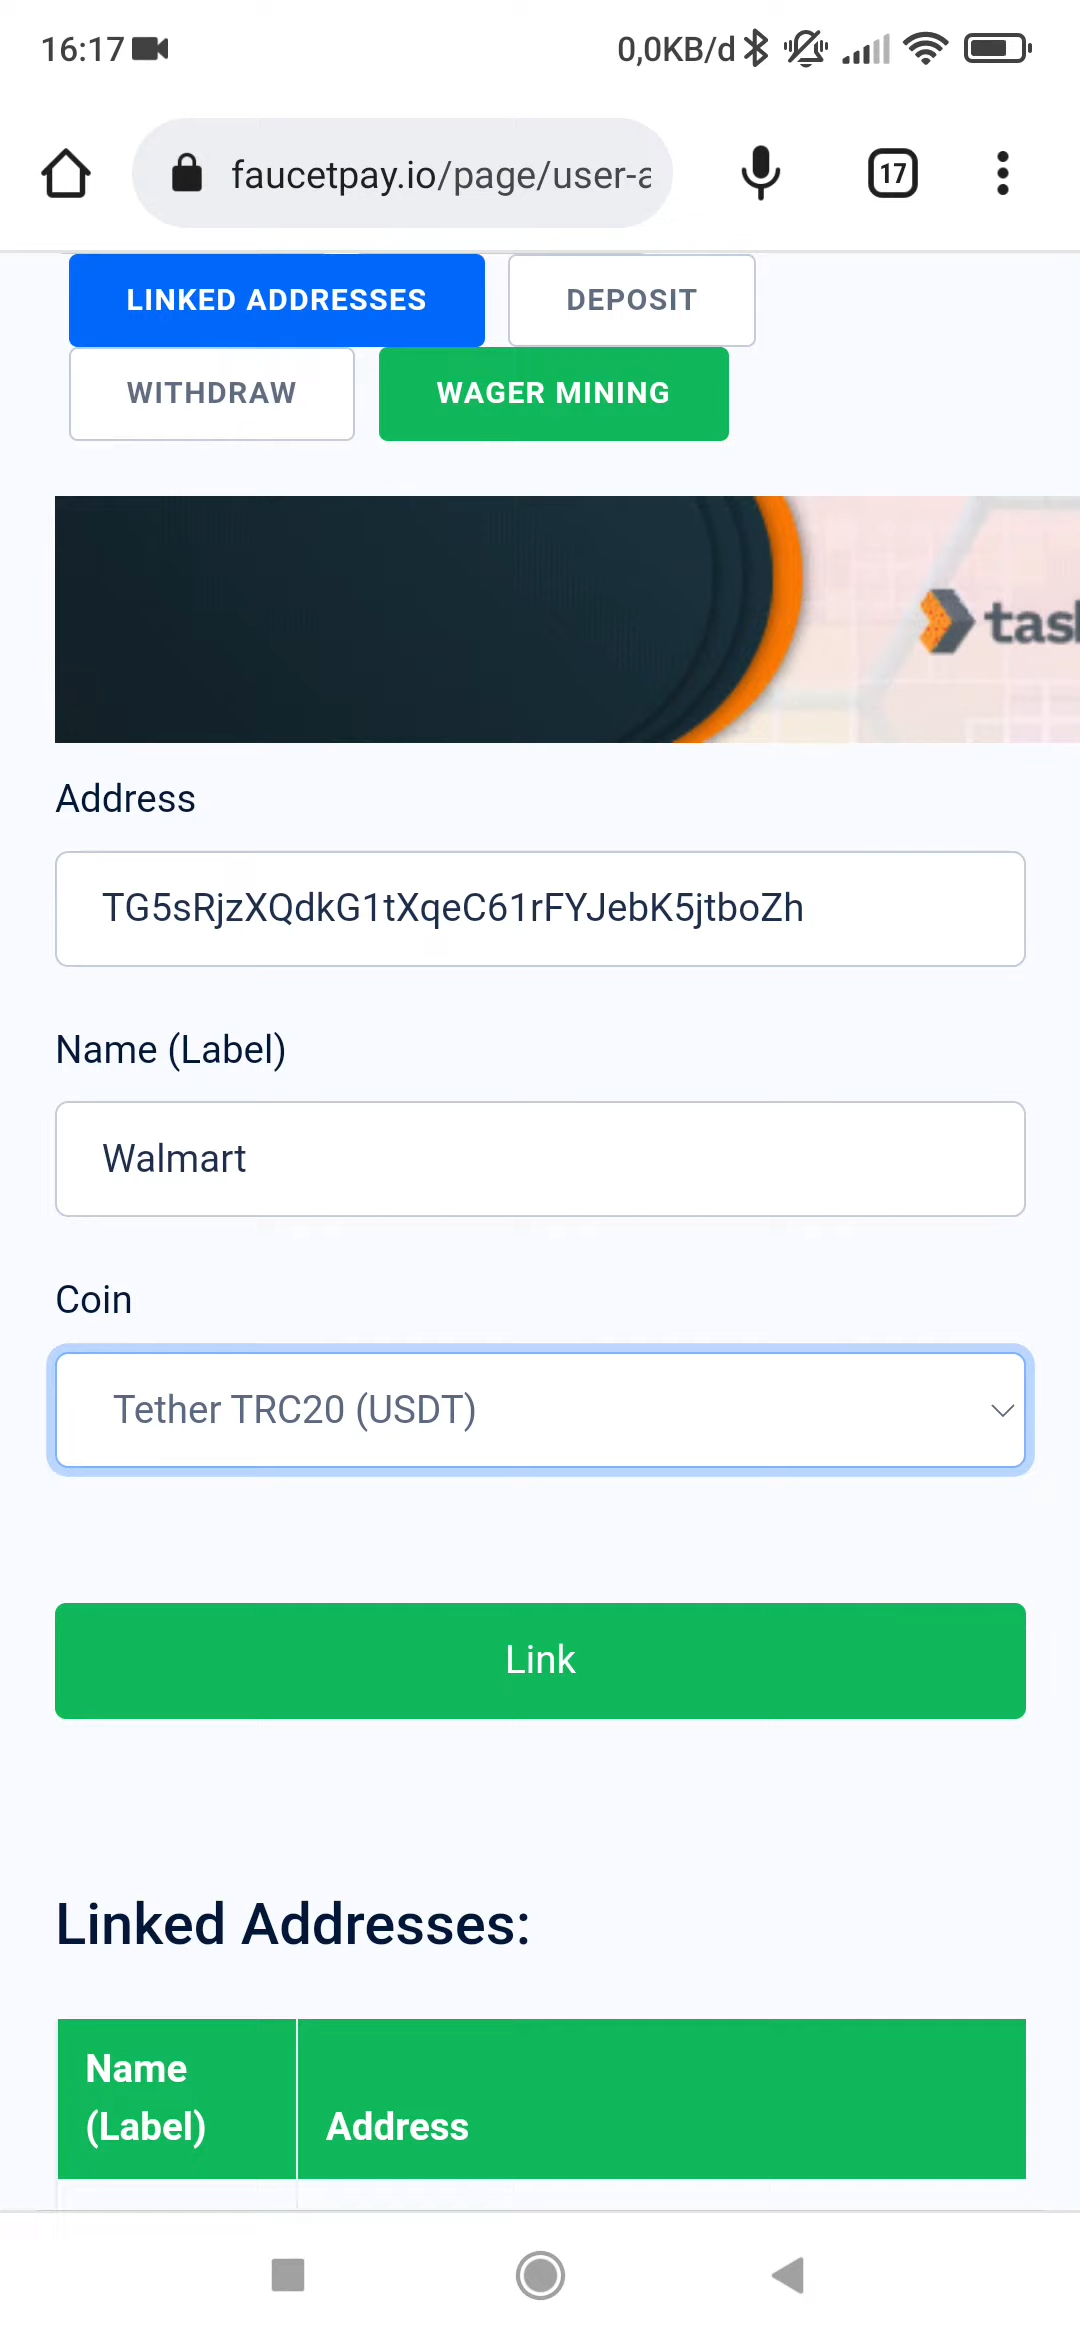 16:17
0,0KB/d
faucetpay.io/page/user-a
17
LINKED ADDRESSES
DEPOSIT
WITHDRAW
WAGER MINING
tas
Address
TG5sRjzXQdkG1tXqeC61rFYJebK5jtboZh
Name (Label)
Walmart
Coin
Tether TRC20 (USDT)
Link
Linked Addresses:
Name
(Label)
Address